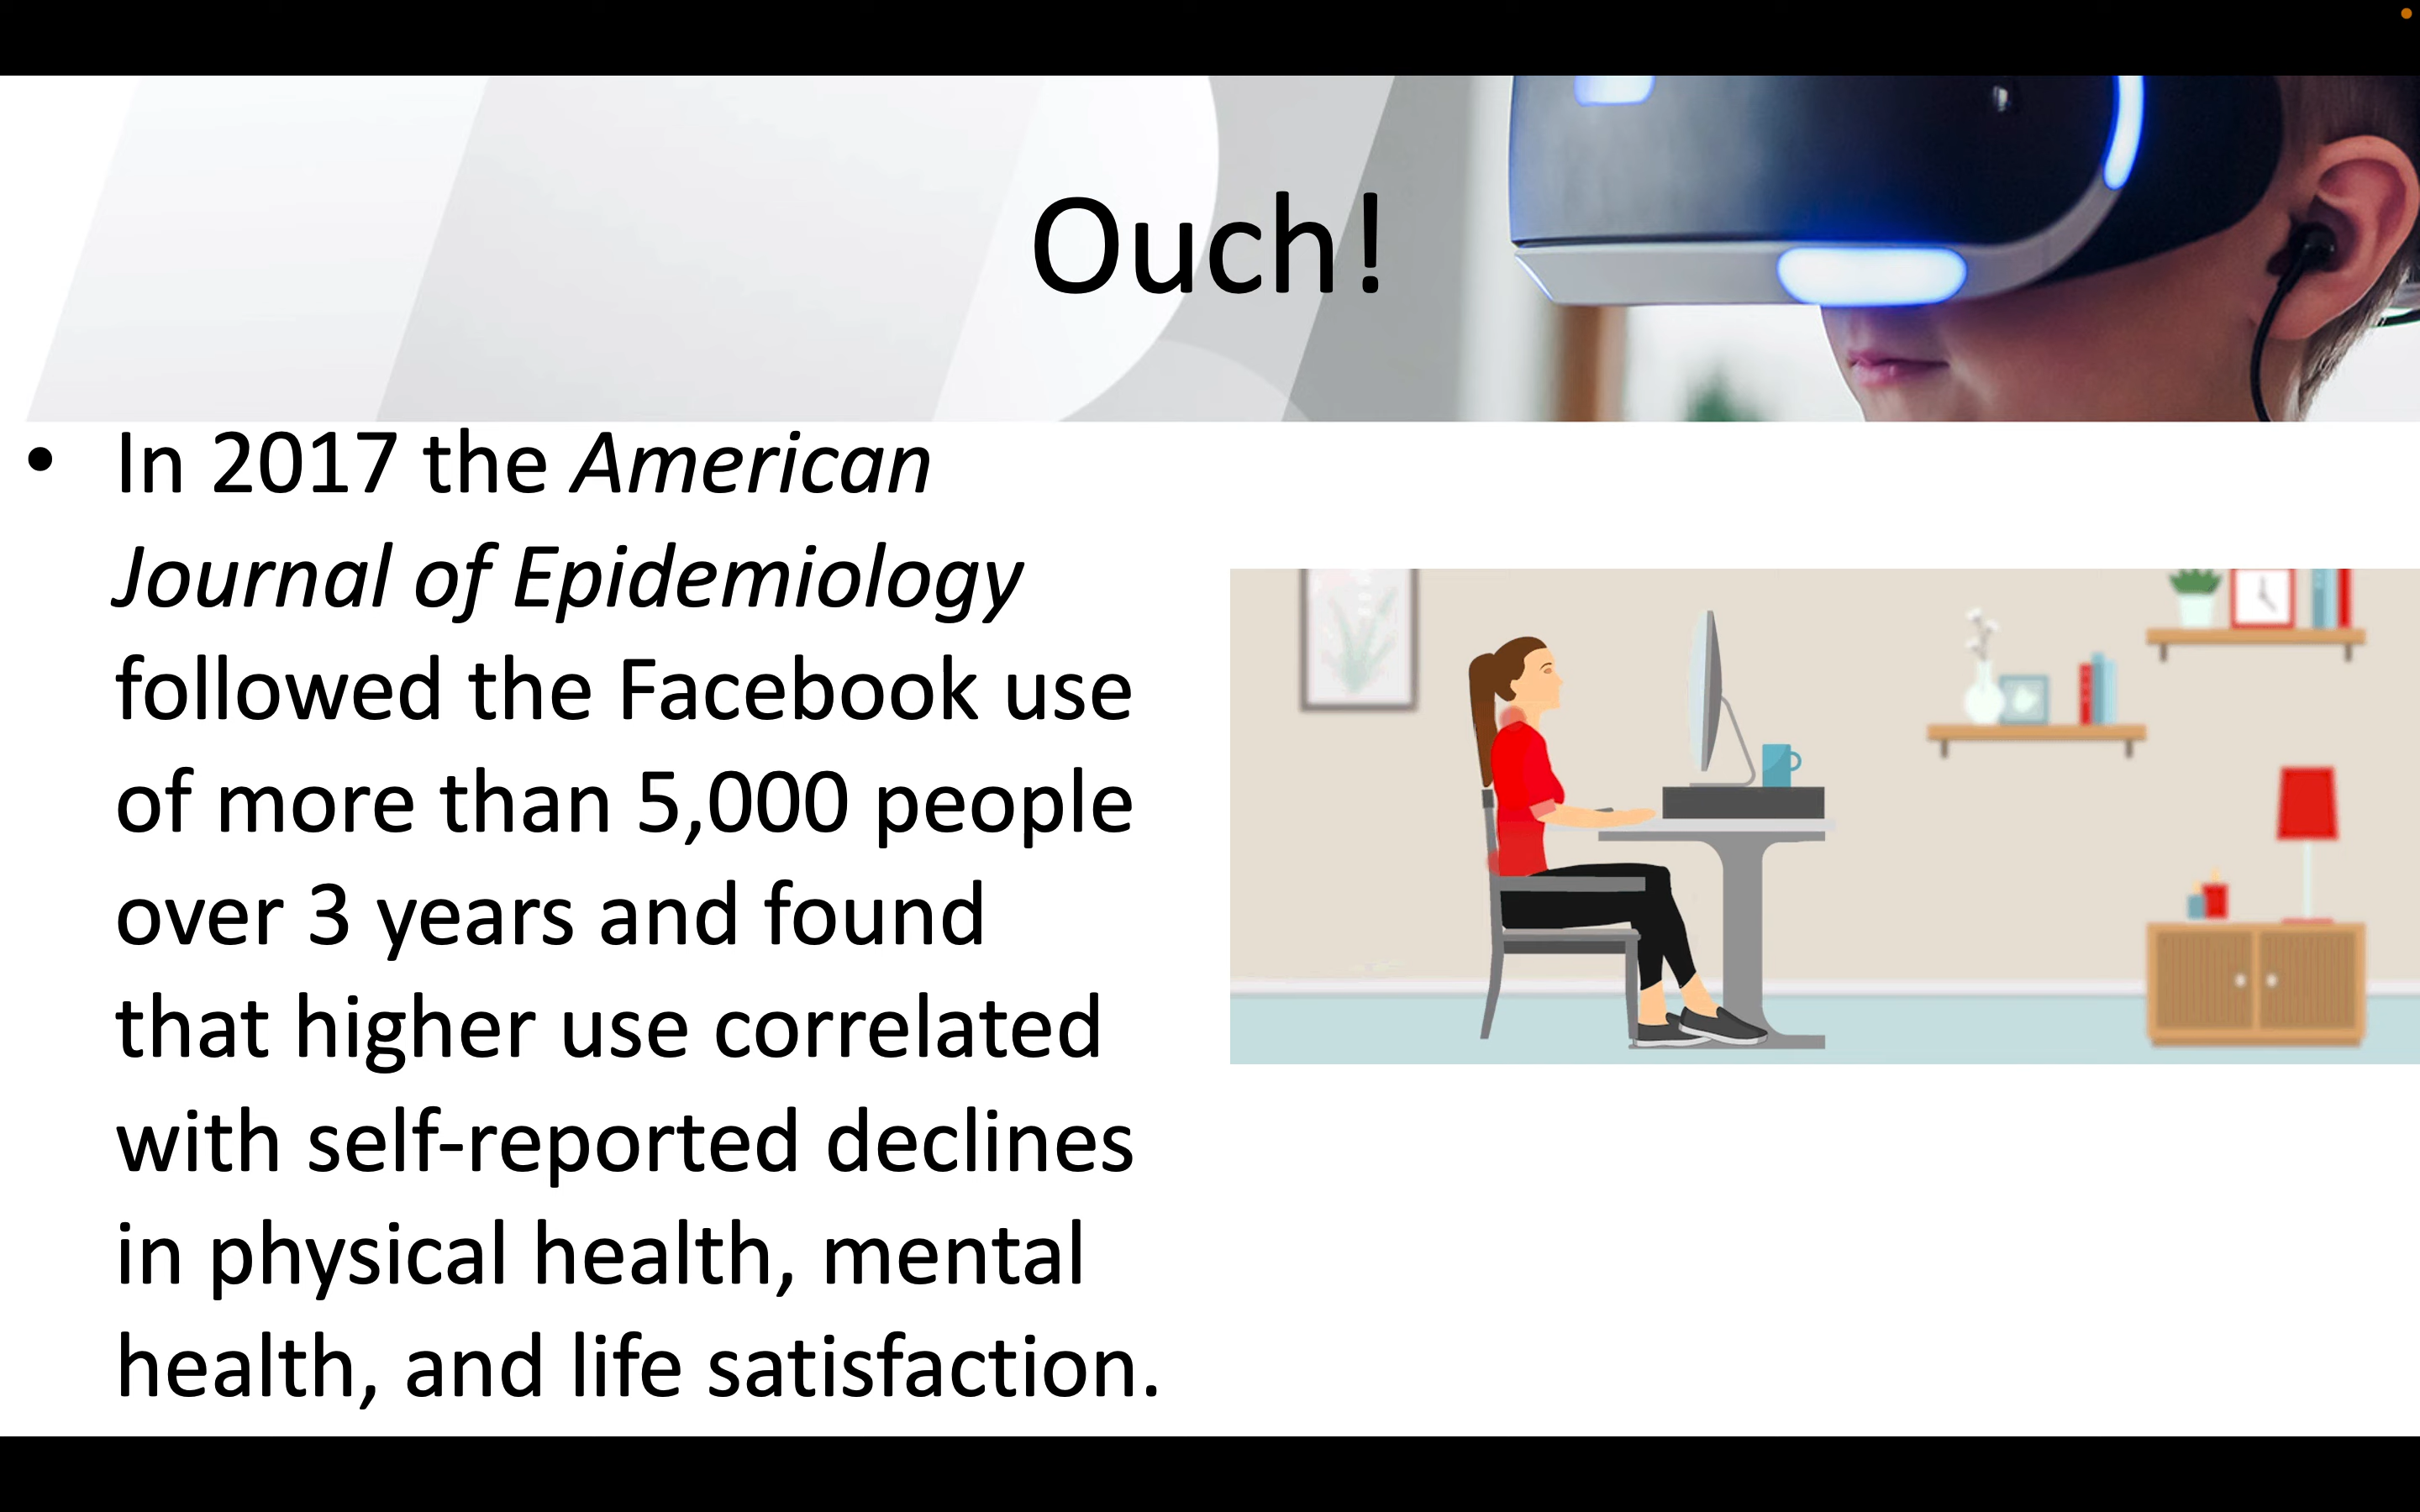 Ouch!
• In 2017 the American
Journal of Epidemiology
followed the Facebook use
of more than 5,000 people
over 3 years and found
that higher use correlated
with self-reported declines
in physical health, mental
health, and life satisfaction.